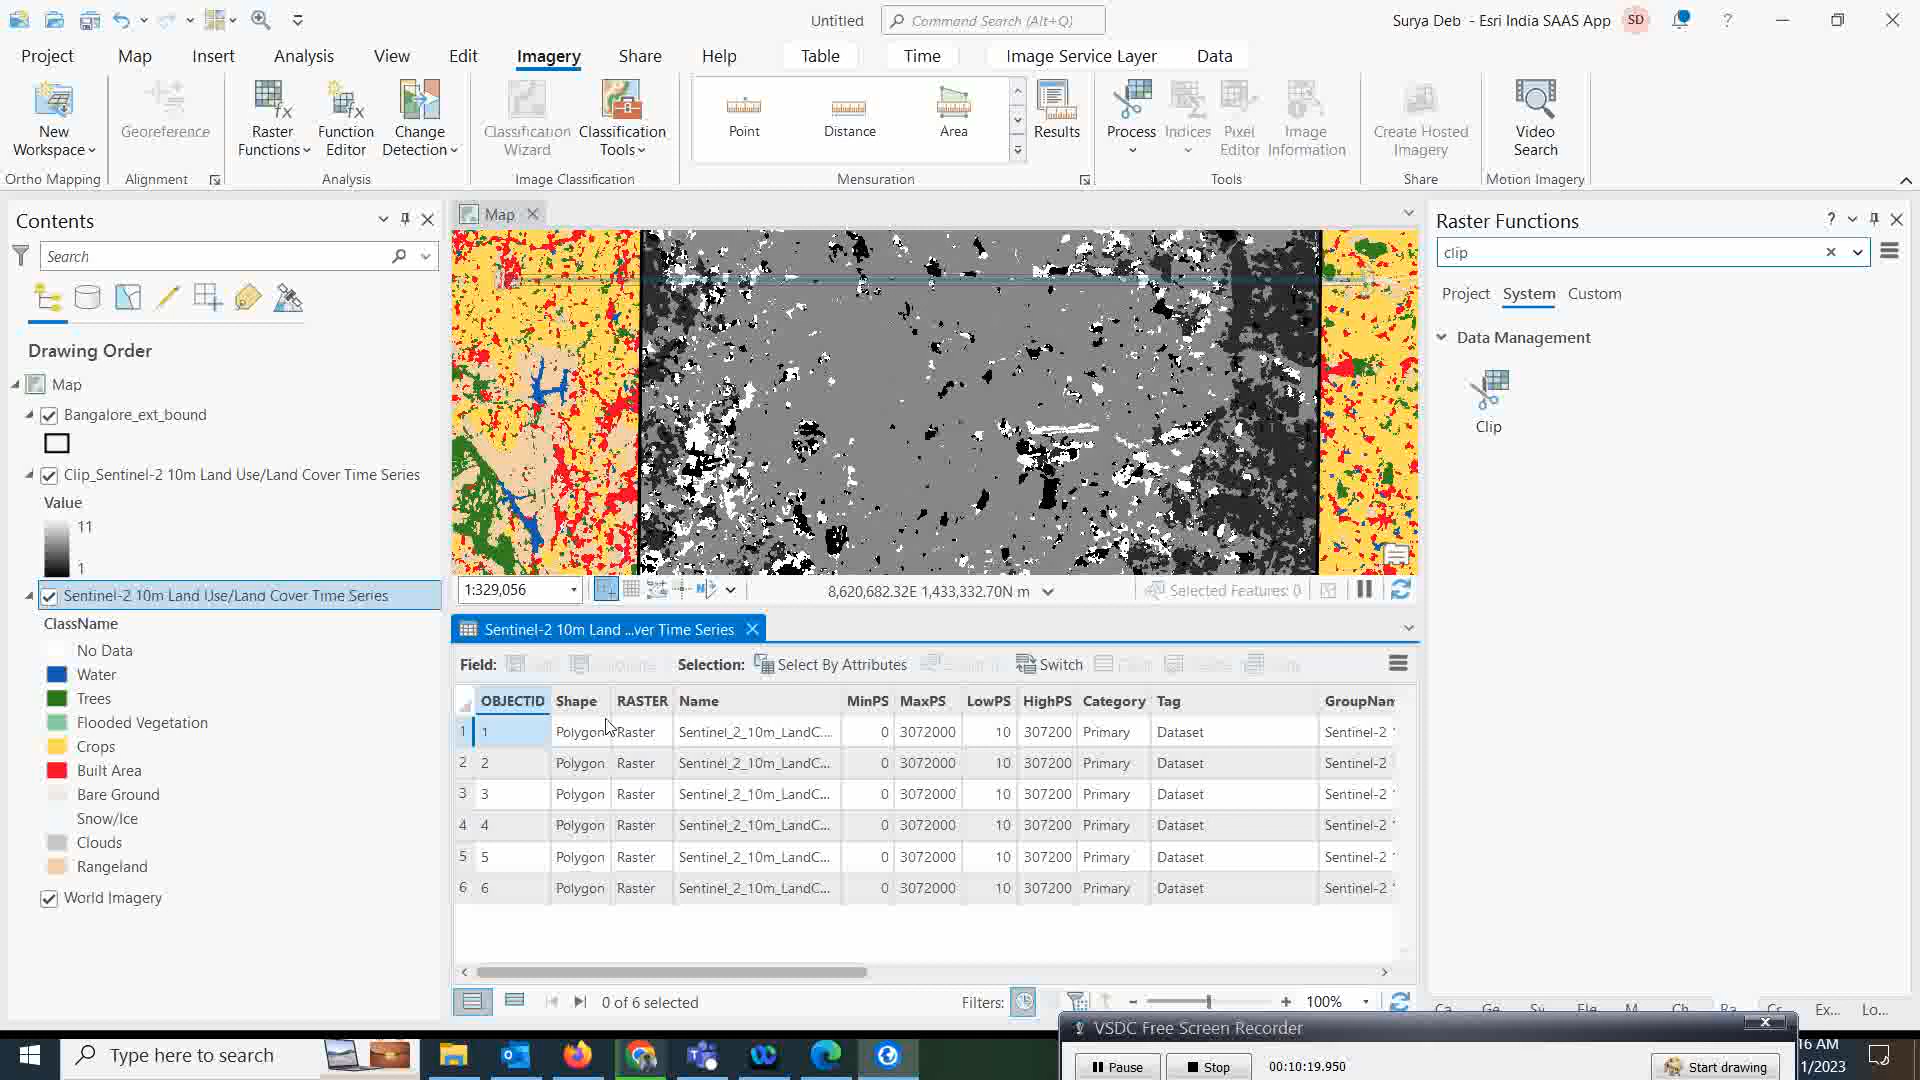 Untitled
Command Search (Alt+Q)
Surya Deb - Esri India SAAS App
SD
?
Project
Map
Insert
Analysis
View
Edit
Imagery
Share
Help
Table
Time
Image Service Layer
Data
New Workspace
Georeference
Raster Functions
Function Editor
Change Detection
Classification Wizard
Classification Tools
Point
Distance
Area
Results
Process
Indices
Pixel Editor
Image Information
Create Hosted Imagery
Video Search
Ortho Mapping
Alignment
Analysis
Image Classification
Mensuration
Tools
Share
Motion Imagery
Contents
Search
Drawing Order
Map
Bangalore_ext_bound
Clip_Sentinel-2 10m Land Use/Land Cover Time Series
Value
11
1
Sentinel-2 10m Land Use/Land Cover Time Series
ClassName
No Data
Water
Trees
Flooded Vegetation
Crops
Built Area
Bare Ground
Snow/Ice
Clouds
Rangeland
World Imagery
Map
1:329,056
8,620,682.32E 1,433,332.70N m
Selected Features: 0
Sentinel-2 10m Land ...ver Time Series
Field:
Selection:
Select By Attributes
Switch
OBJECTID Shape RASTER Name MinPS MaxPS LowPS HighPS Category Tag GroupNam
1 1 Polygon Raster Sentinel_2_10m_LandC... 0 3072000 10 307200 Primary Dataset Sentinel-2
2 2 Polygon Raster Sentinel_2_10m_LandC... 0 3072000 10 307200 Primary Dataset Sentinel-2
3 3 Polygon Raster Sentinel_2_10m_LandC... 0 3072000 10 307200 Primary Dataset Sentinel-2
4 4 Polygon Raster Sentinel_2_10m_LandC... 0 3072000 10 307200 Primary Dataset Sentinel-2
5 5 Polygon Raster Sentinel_2_10m_LandC... 0 3072000 10 307200 Primary Dataset Sentinel-2
6 6 Polygon Raster Sentinel_2_10m_LandC... 0 3072000 10 307200 Primary Dataset Sentinel-2
0 of 6 selected
Filters:
100%
Raster Functions
?
clip
Project
System
Custom
Data Management
Clip
Ex...
Lo...
VSDC Free Screen Recorder
Pause
Stop
00:10:19.950
Start drawing
Type here to search
16 AM
1/2023